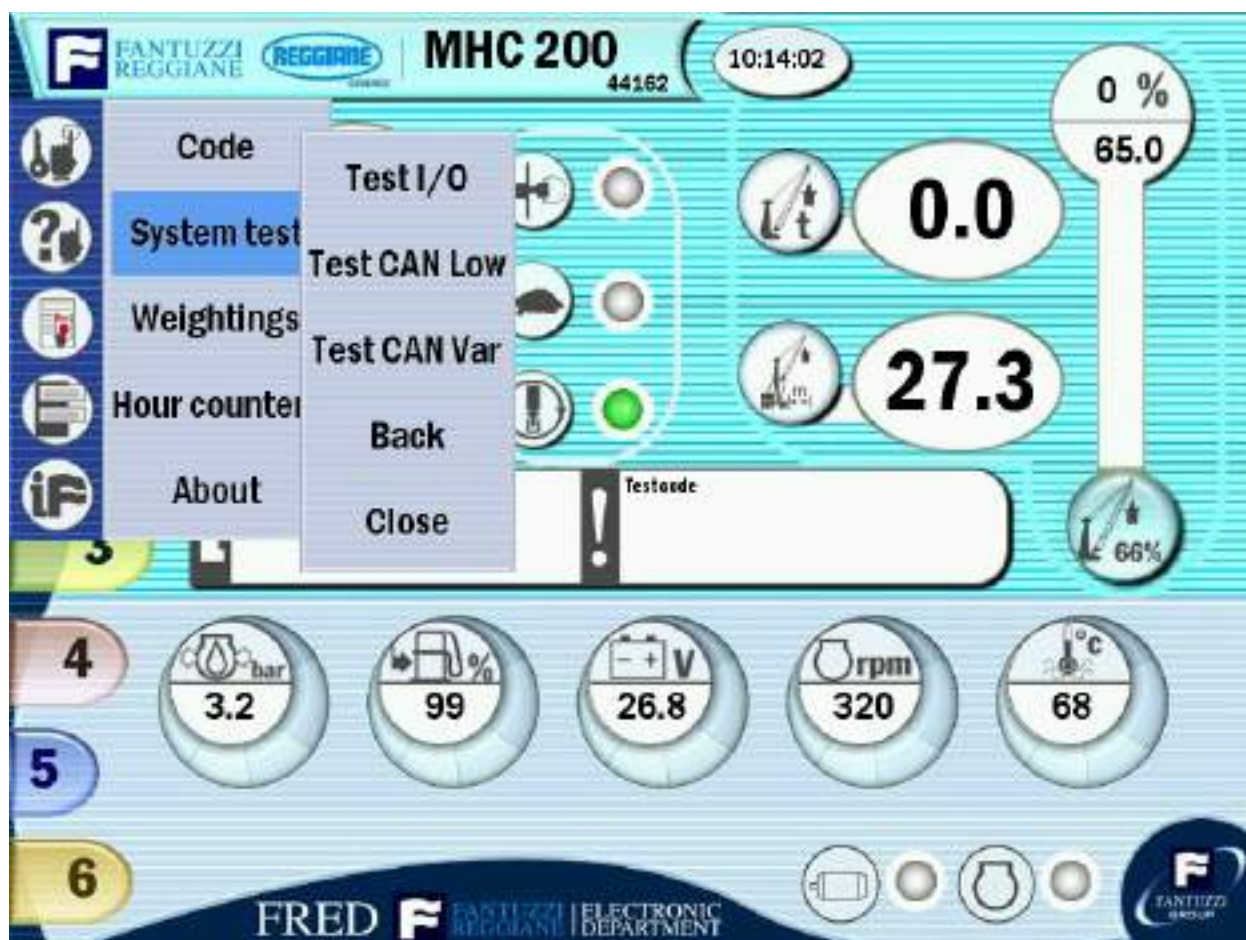 FANTUZZI
REGGIANE
REGGIANE
MHC 200
44162
10:14:02
0 %
65.0
Code
System test
Weightings
Hour counter
About
Test I/O
Test CAN Low
Test CAN Var
Back
Close
t
0.0
m
27.3
Testaode
66%
3
4
5
6
bar
3.2
%
99
- +
V
26.8
rpm
320
°c
68
FRED
FANTUZZI
REGGIANE
ELECTRONIC
DEPARTMENT
FANTUZZI
GROUP